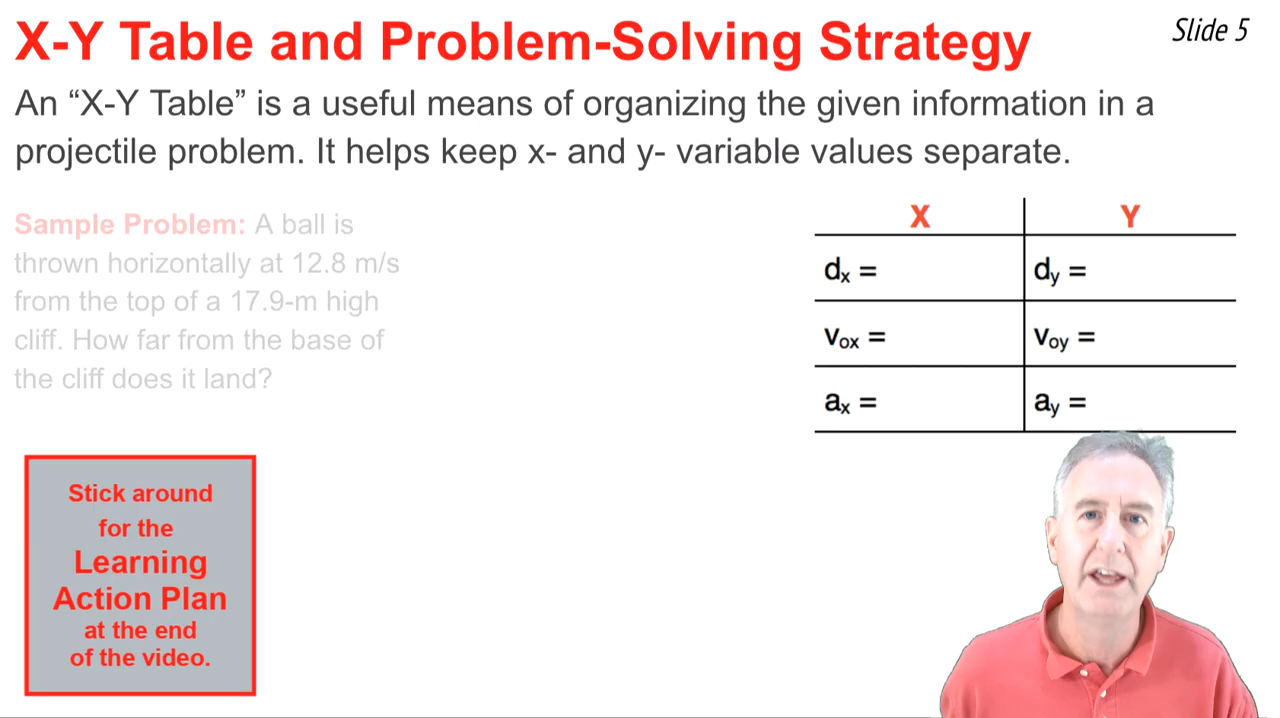 X-Y Table and Problem-Solving Strategy
Slide 5
An “X-Y Table” is a useful means of organizing the given information in a
projectile problem. It helps keep x- and y- variable values separate.
Sample Problem: A ball is
thrown horizontally at 12.8 m/s
from the top of a 17.9-m high
cliff. How far from the base of
the cliff does it land?
X Y
dx = dy =
vox = voy =
ax = ay =
Stick around
for the
Learning
Action Plan
at the end
of the video.